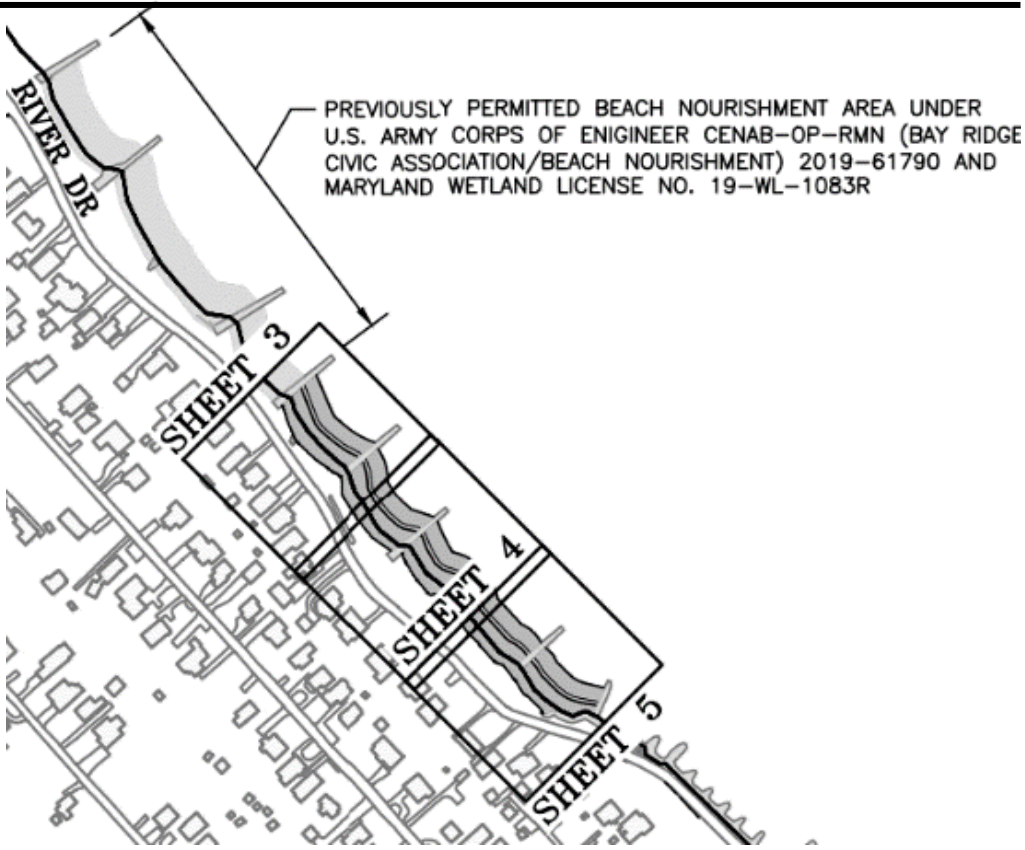 PREVIOUSLY PERMITTED BEACH NOURISHMENT AREA UNDER
U.S. ARMY CORPS OF ENIGINEER CENAB-OP-RMN (BAY RIDGE
CIVIC ASSOCIATION/BEACH NOURISHMENT) 2019-61790 AND
MARYLAND WETLAND LICENSE NO. 19-WL-1083R
RIVER DR
SHEET 3
SHEET 4
SHEET 5